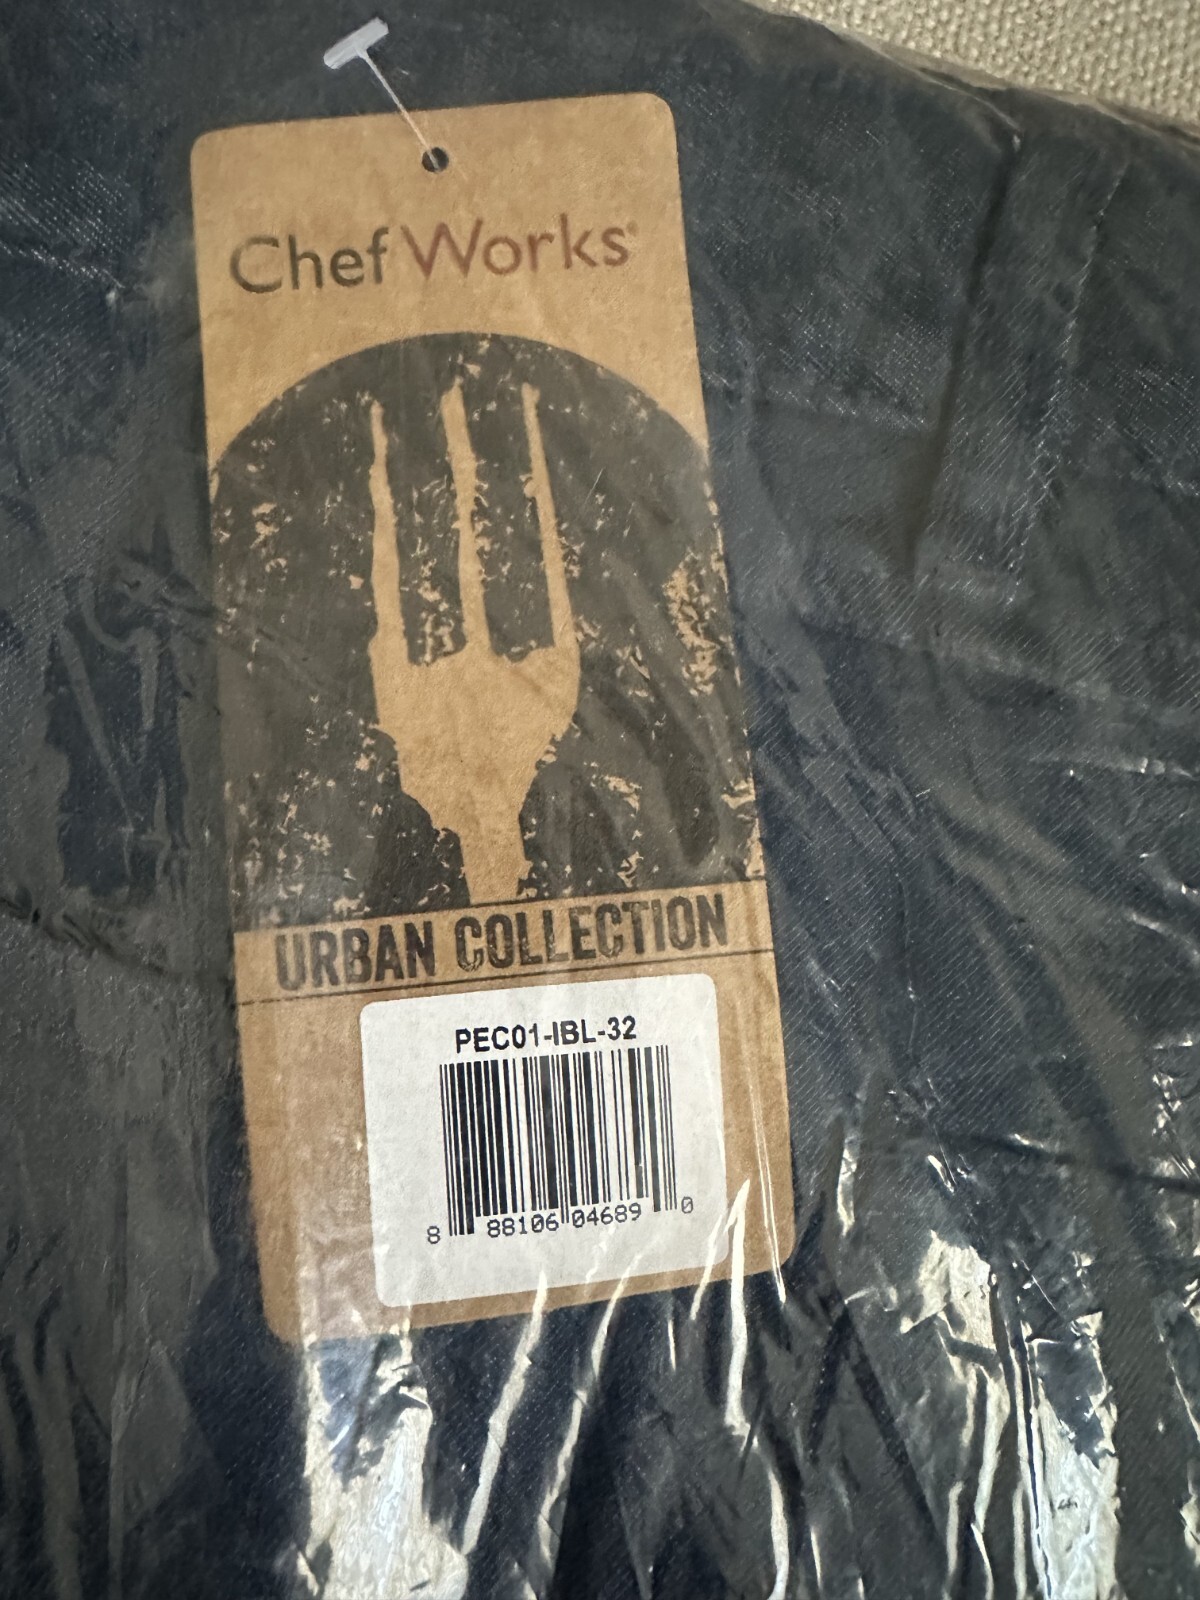 Chef Works®
URBAN COLLECTION
PEC01-IBL-32
8 88106 04689 0